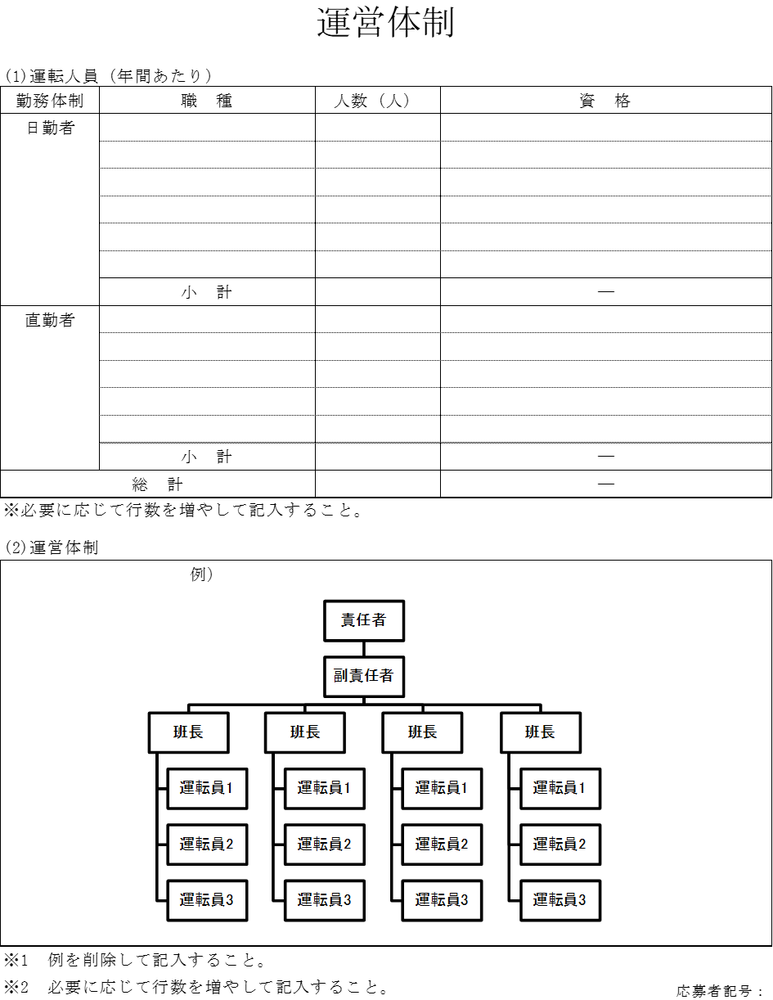 運営体制
(1)運転人員（年間あたり）
勤務体制 職　種 人数（人） 資　格
日勤者
小　計 ―
直勤者
小　計 ―
総　計 ―
※必要に応じて行数を増やして記入すること。
(2)運営体制
例）
責任者
副責任者
班長 班長 班長 班長
運転員1 運転員1 運転員1 運転員1
運転員2 運転員2 運転員2 運転員2
運転員3 運転員3 運転員3 運転員3
※1　例を削除して記入すること。
※2　必要に応じて行数を増やして記入すること。
応募者記号：